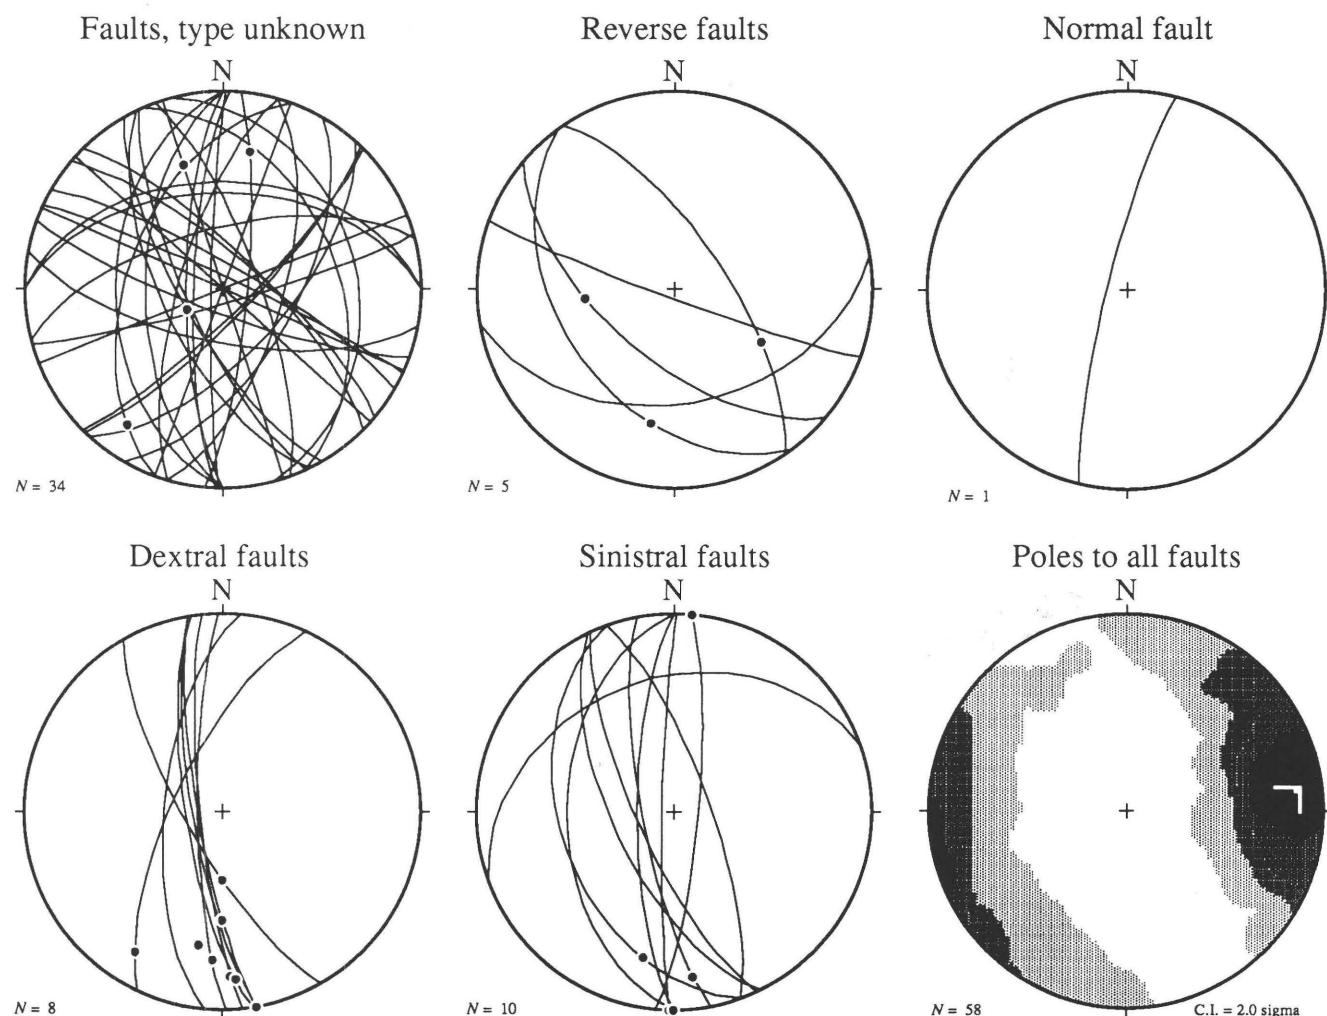 Faults, type unknown
Reverse faults
Normal fault
N
N
N
N = 34
N = 5
N = 1
Dextral faults
Sinistral faults
Poles to all faults
N
N
N
N = 8
N = 10
N = 58
C.I. = 2.0 sigma